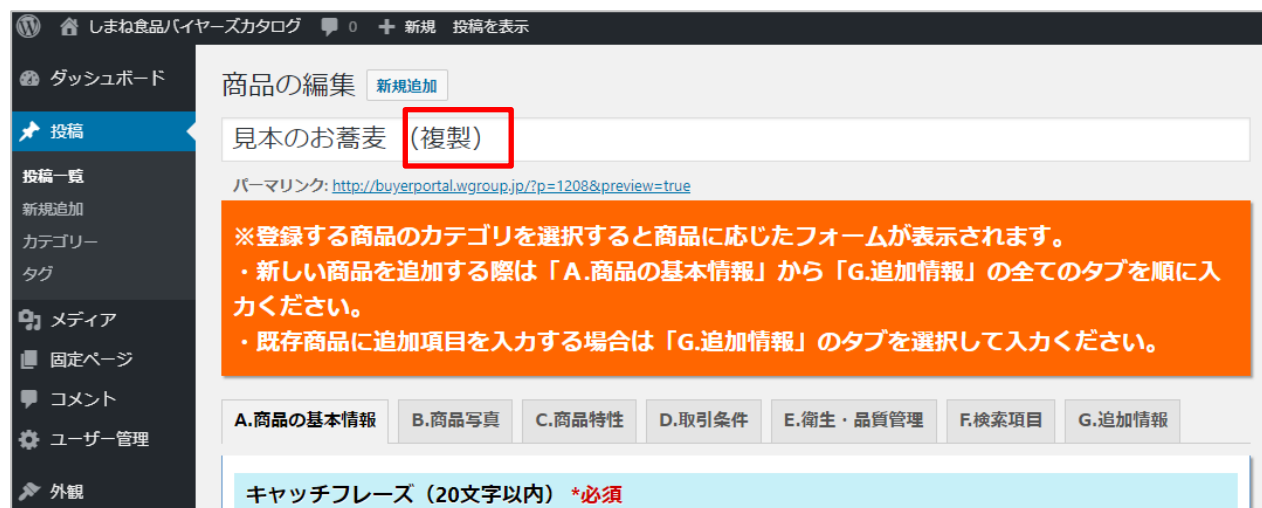 しまね食品バイヤーズカタログ 0 新規 投稿を表示
ダッシュボード
投稿
投稿一覧
新規追加
カテゴリー
タグ
メディア
固定ページ
コメント
ユーザー管理
外観
商品の編集 新規追加
見本のお蕎麦 （複製）
パーマリンク: http://buyerportal.wgroup.jp/?p=1208&preview=true
※登録する商品のカテゴリを選択すると商品に応じたフォームが表示されます。
・新しい商品を追加する際は「A.商品の基本情報」から「G.追加情報」の全てのタブを順に入
力ください。
・既存商品に追加項目を入力する場合は「G.追加情報」のタブを選択して入力ください。
A.商品の基本情報 B.商品写真 C.商品特性 D.取引条件 E.衛生・品質管理 F.検索項目 G.追加情報
キャッチフレーズ（20文字以内） *必須